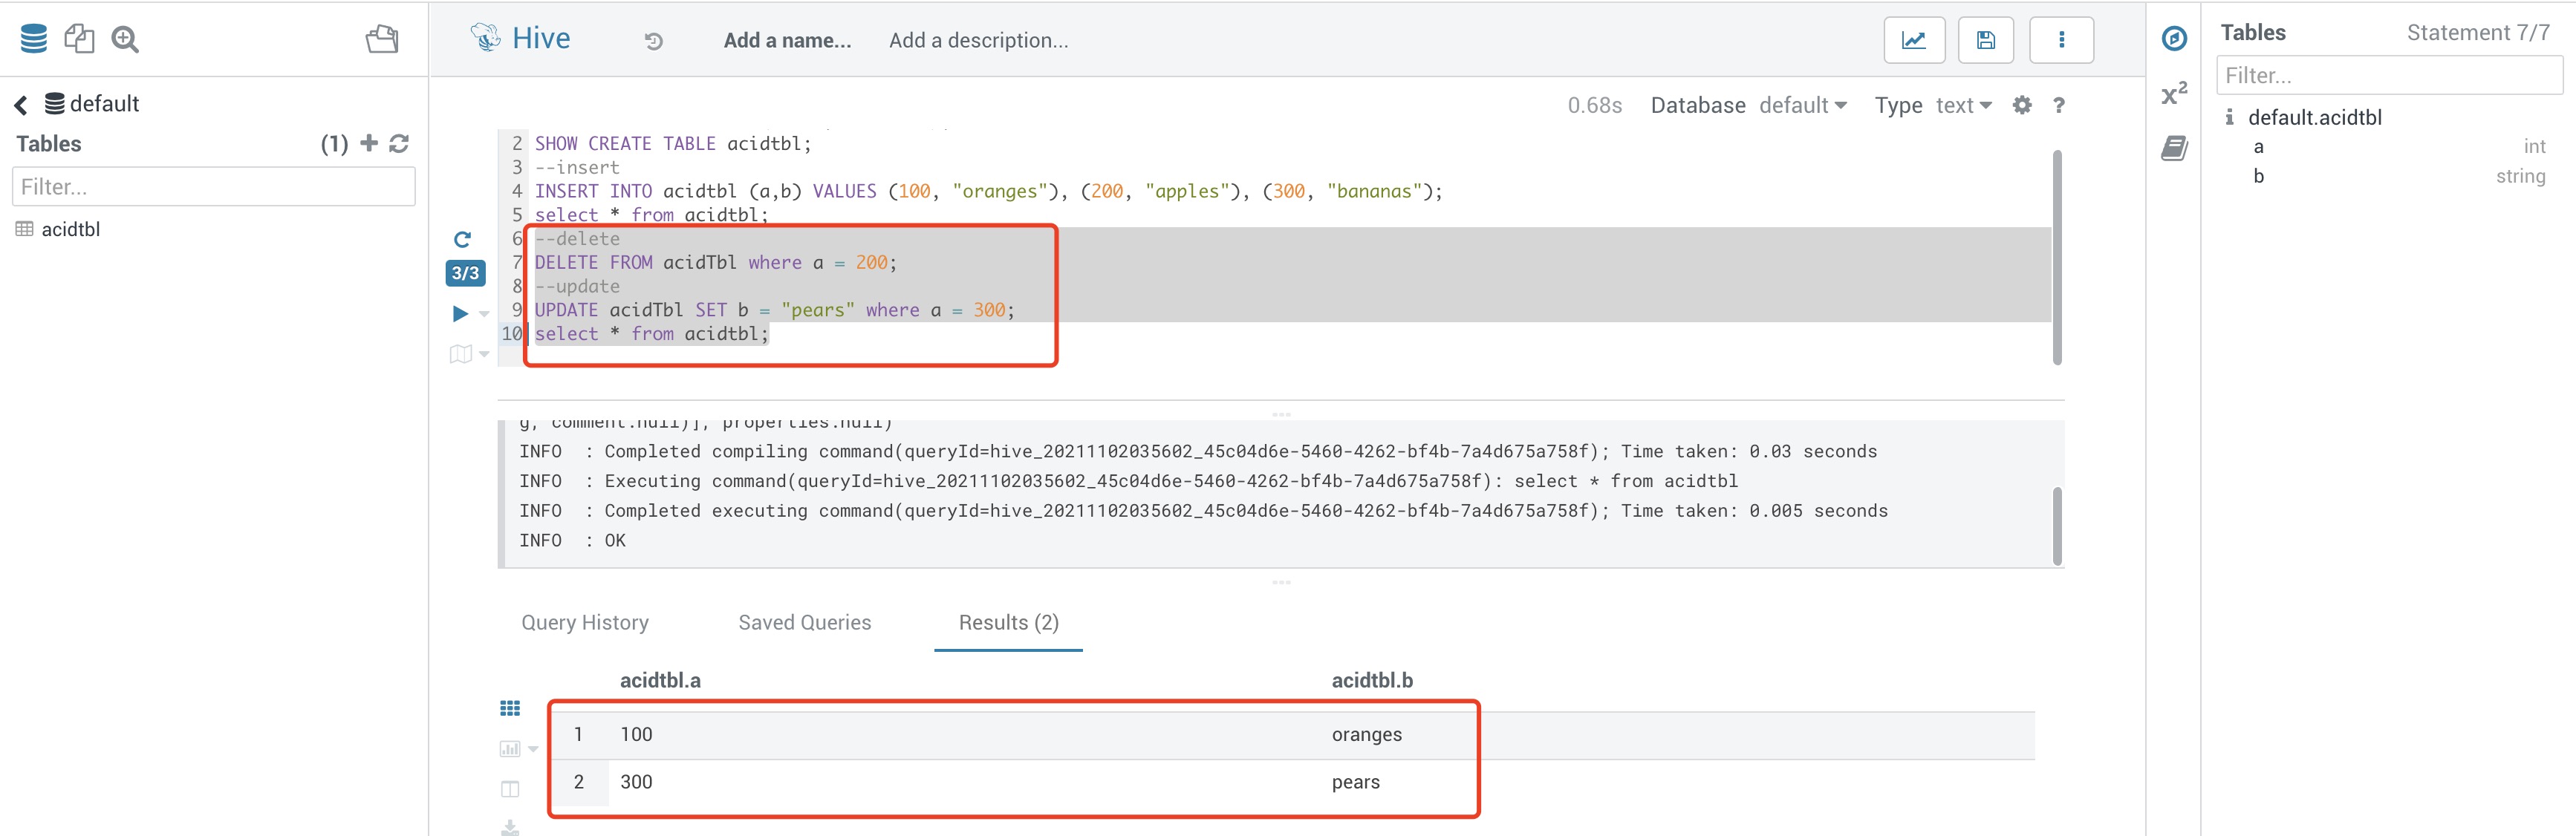 Hive
Add a name...
Add a description...
Tables
Statement 7/7
Filter...
default
Tables
(1)
Filter...
acidtbl
0.68s
Database default
Type text
?
x²
default.acidtbl
a int
b string
2 SHOW CREATE TABLE acidtbl;
3 --insert
4 INSERT INTO acidtbl (a,b) VALUES (100, "oranges"), (200, "apples"), (300, "bananas");
5 select * from acidtbl;
6 --delete
7 DELETE FROM acidTbl where a = 200;
8 --update
9 UPDATE acidTbl SET b = "pears" where a = 300;
10 select * from acidtbl;
3/3
g, comment:null)], properties:null)
INFO : Completed compiling command(queryId=hive_20211102035602_45c04d6e-5460-4262-bf4b-7a4d675a758f); Time taken: 0.03 seconds
INFO : Executing command(queryId=hive_20211102035602_45c04d6e-5460-4262-bf4b-7a4d675a758f): select * from acidtbl
INFO : Completed executing command(queryId=hive_20211102035602_45c04d6e-5460-4262-bf4b-7a4d675a758f); Time taken: 0.005 seconds
INFO : OK
Query History
Saved Queries
Results (2)
acidtbl.a acidtbl.b
1 100 oranges
2 300 pears